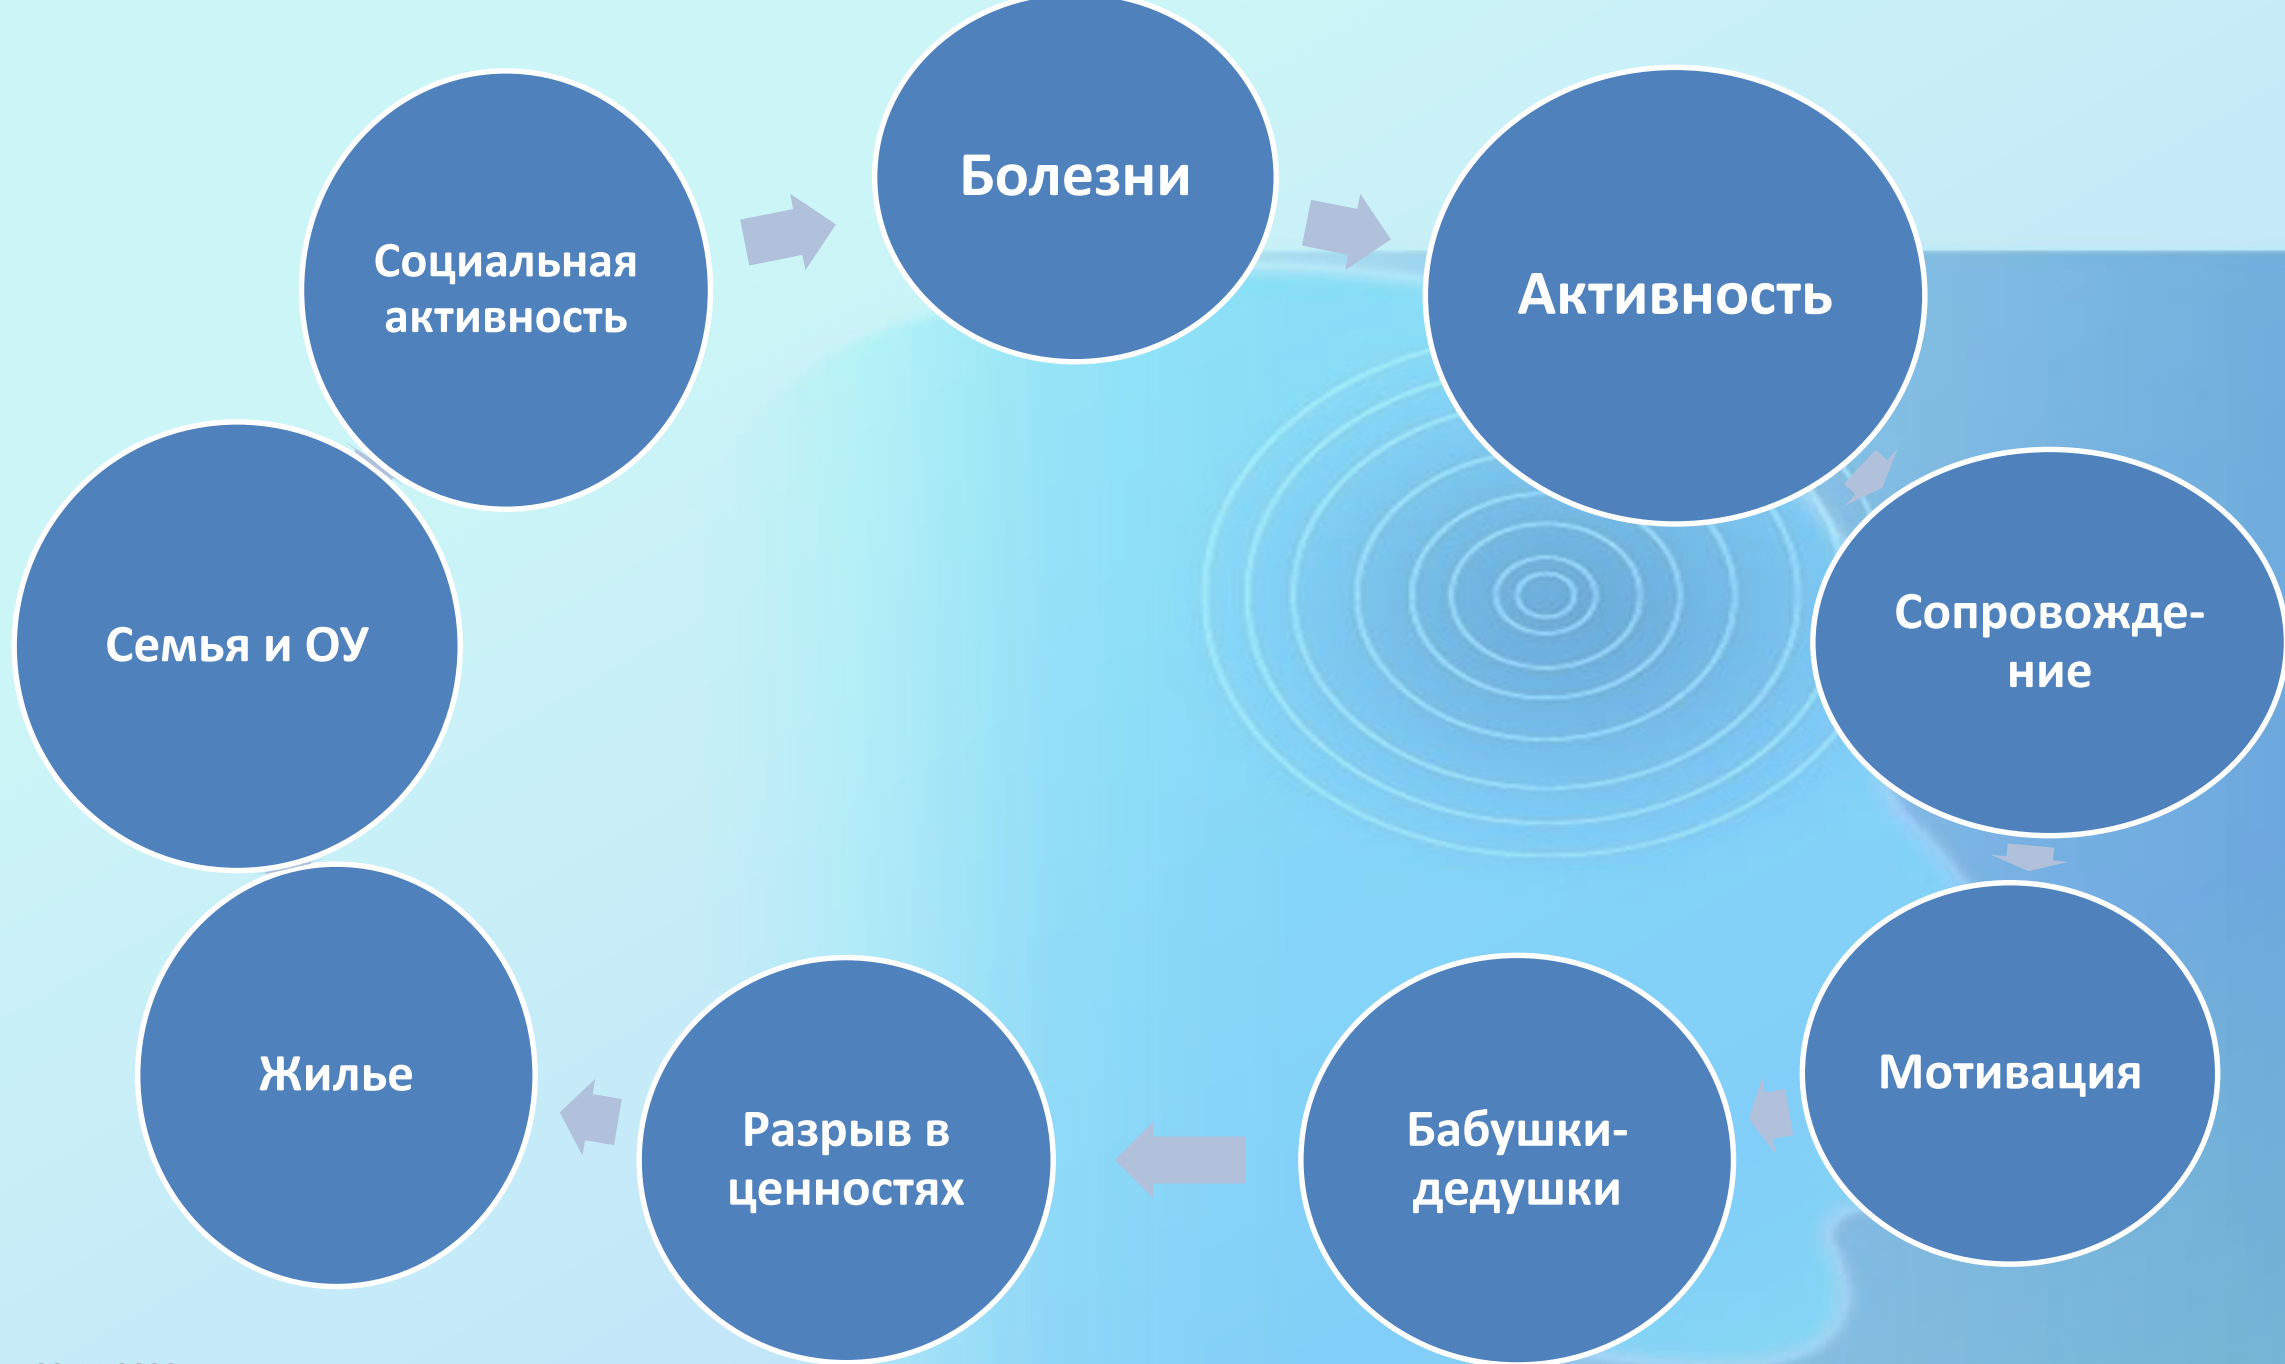 Болезни
Активность
Сопровожде-
ние
Мотивация
Бабушки-
дедушки
Разрыв в
ценностях
Жилье
Семья и ОУ
Социальная
активность